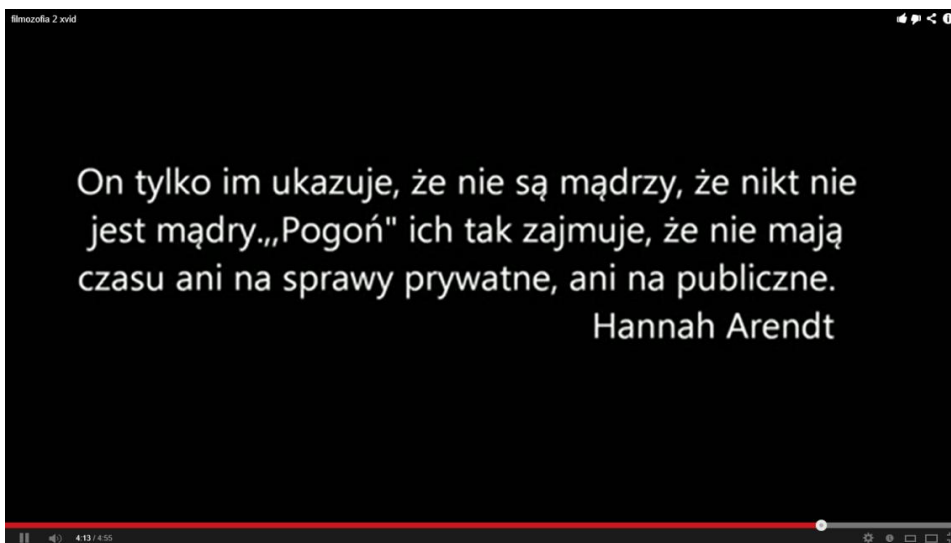 filmozofia 2 xvid
On tylko im ukazuje, że nie są mądrzy, że nikt nie
jest mądry.,,Pogoń" ich tak zajmuje, że nie mają
czasu ani na sprawy prywatne, ani na publiczne.
Hannah Arendt
4:13 / 4:55